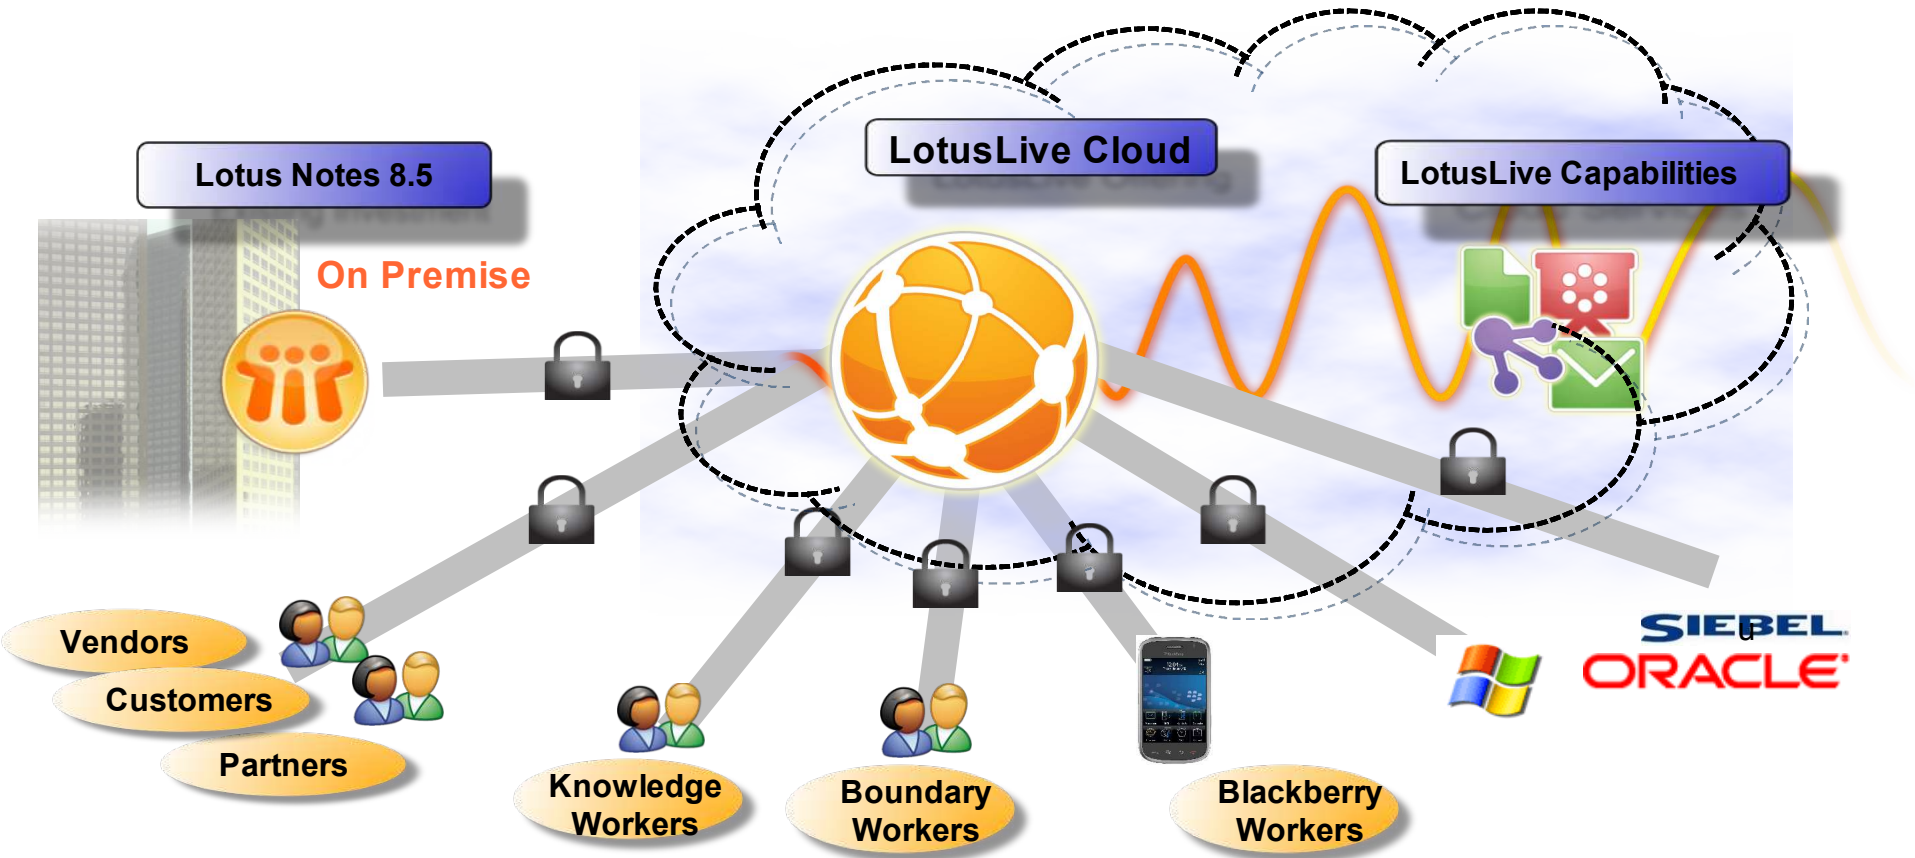 LotusLive Cloud
Lotus Notes 8.5
LotusLive Capabilities
On Premise
SIEBEL
u
ORACLE
Vendors
Customers
Partners
Knowledge
Workers
Boundary
Workers
Blackberry
Workers